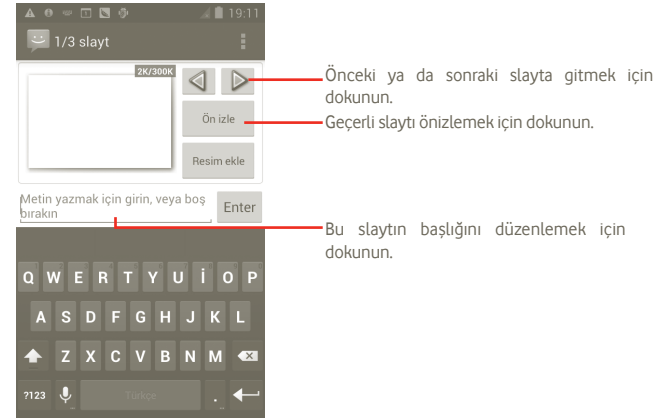 19:11
1/3 slayt
2K/300K
Ön izle
Resim ekle
Metin yazmak için girin, veya boş
bırakın
Enter
Q W E R T Y U İ O P
A S D F G H J K L
Z X C V B N M
?123 Türkçe .
Önceki ya da sonraki slayta gitmek için
dokunun.
Geçerli slaytı önizlemek için dokunun.
Bu slaytın başlığını düzenlemek için
dokunun.